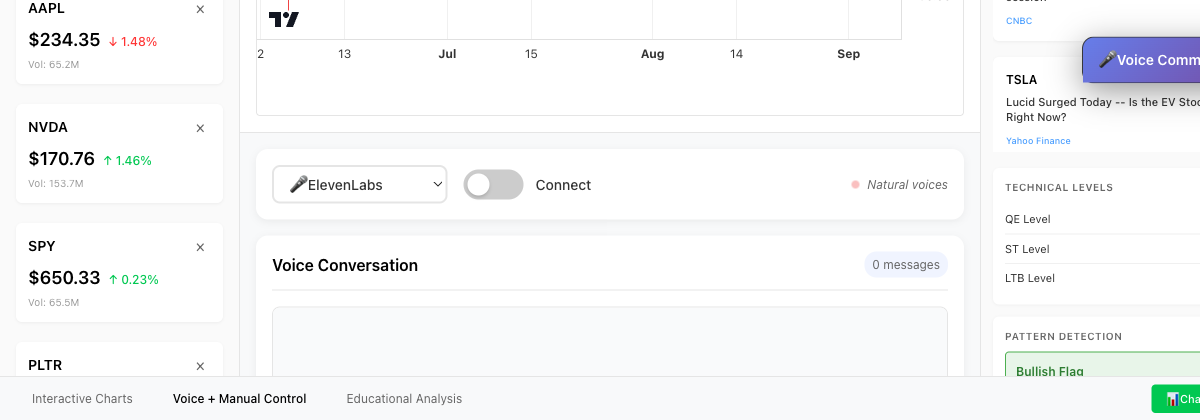 AAPL ×
$234.35 ↓ 1.48%
Vol: 65.2M
NVDA ×
$170.76 ↑ 1.46%
Vol: 153.7M
SPY ×
$650.33 ↑ 0.23%
Vol: 65.5M
PLTR ×
2 13 Jul 15 Aug 14 Sep
🎤ElevenLabs Connect Natural voices
Voice Conversation 0 messages
CNBC
🎤Voice Comm
TSLA
Lucid Surged Today -- Is the EV Stoc
Right Now?
Yahoo Finance
TECHNICAL LEVELS
QE Level
ST Level
LTB Level
PATTERN DETECTION
Bullish Flag
Interactive Charts Voice + Manual Control Educational Analysis
📊Cha